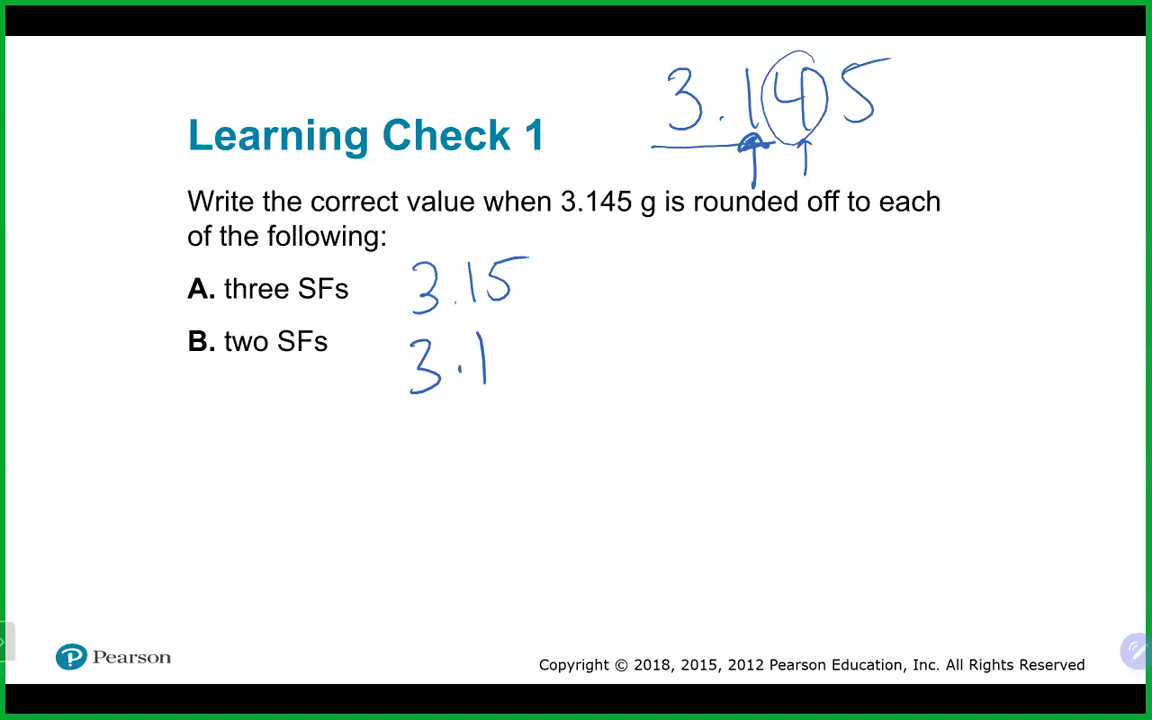 3.145
Learning Check 1
Write the correct value when 3.145 g is rounded off to each
of the following:
A. three SFs 3.15
B. two SFs 3.1
P Pearson
Copyright © 2018, 2015, 2012 Pearson Education, Inc. All Rights Reserved